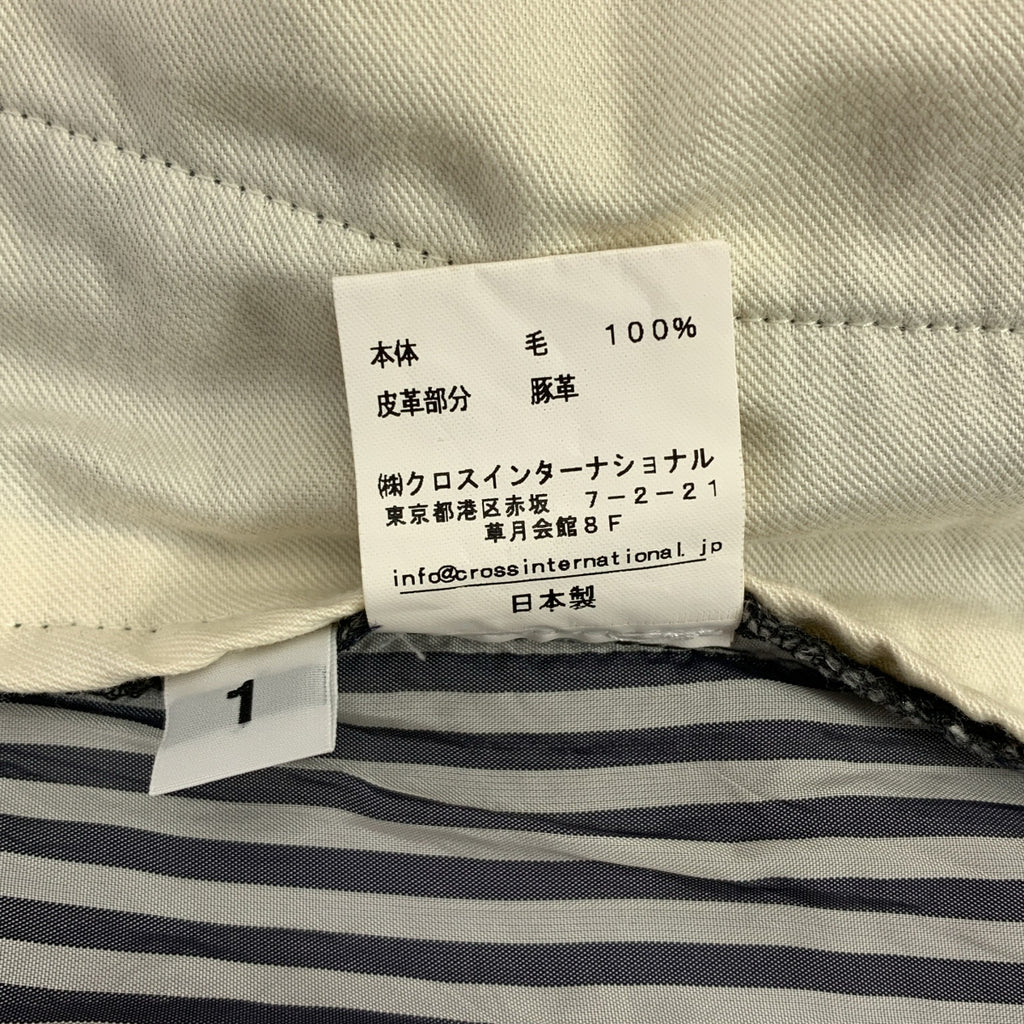 本体 毛 100%
皮革部分 豚革
㈱クロスインターナショナル
東京都港区赤坂 7-2-21
草月会館8F
info@crossinternational.jp
日本製
1